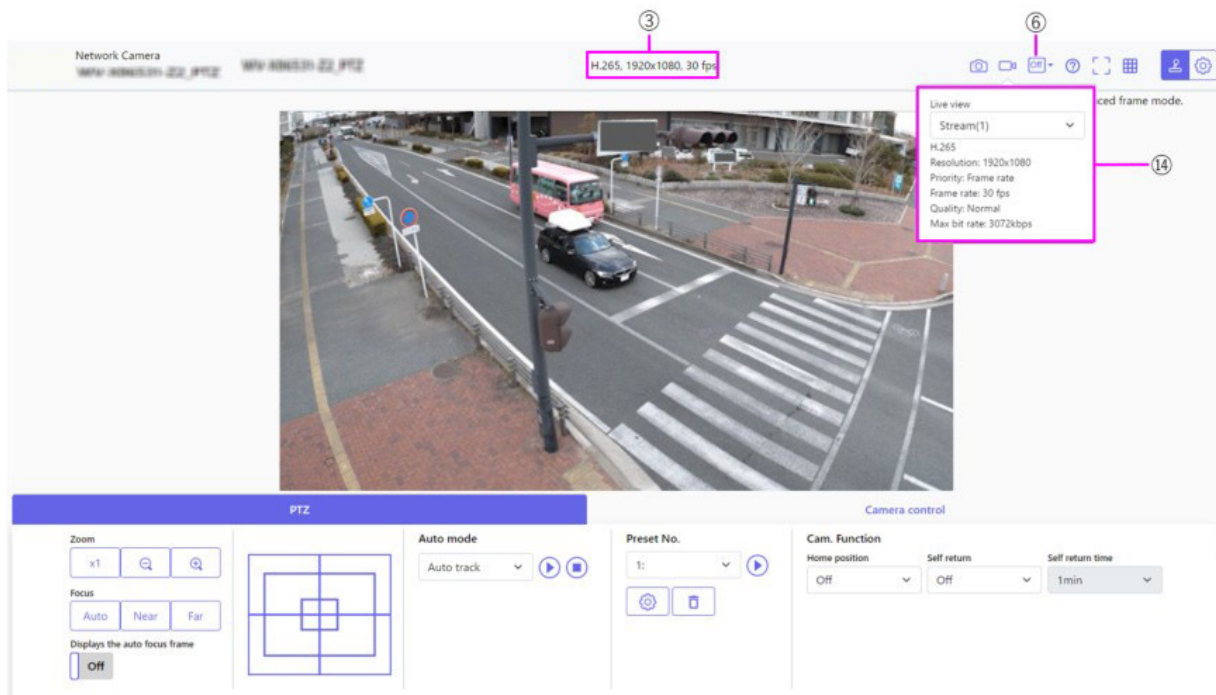 ③
⑥
Network Camera
H.265, 1920x1080, 30 fps
Off
aced frame mode.
Live view
Stream(1)
H.265
Resolution: 1920x1080
Priority: Frame rate
Frame rate: 30 fps
Quality: Normal
Max bit rate: 3072kbps
⑭
PTZ
Camera control
Zoom
x1
Focus
Auto Near Far
Displays the auto focus frame
Off
Auto mode
Auto track
Preset No.
1:
Cam. Function
Home position Self return Self return time
Off Off 1min